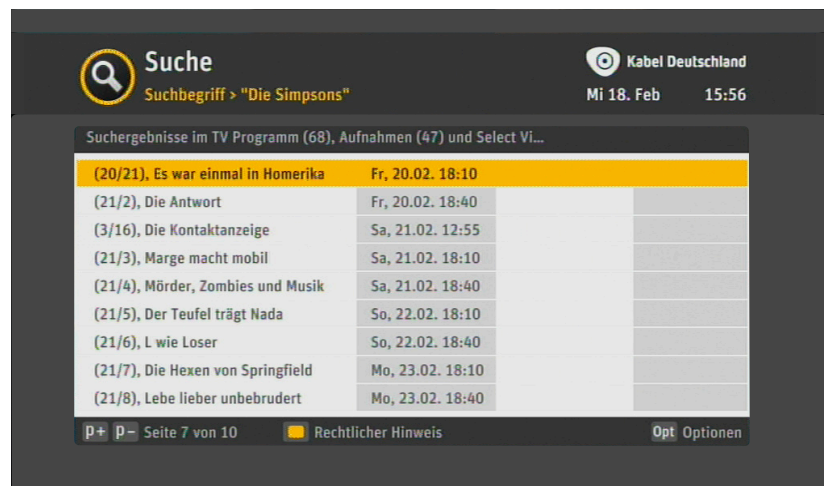 Suche
Suchbegriff > "Die Simpsons"
Kabel Deutschland
Mi 18. Feb 15:56
Suchergebnisse im TV Programm (68), Aufnahmen (47) und Select Vi...
(20/21), Es war einmal in Homerika Fr, 20.02. 18:10
(21/2), Die Antwort Fr, 20.02. 18:40
(3/16), Die Kontaktanzeige Sa, 21.02. 12:55
(21/3), Marge macht mobil Sa, 21.02. 18:10
(21/4), Mörder, Zombies und Musik Sa, 21.02. 18:40
(21/5), Der Teufel trägt Nada So, 22.02. 18:10
(21/6), L wie Loser So, 22.02. 18:40
(21/7), Die Hexen von Springfield Mo, 23.02. 18:10
(21/8), Lebe lieber unbebrudert Mo, 23.02. 18:40
p+ p- Seite 7 von 10 Rechtlicher Hinweis Opt Optionen